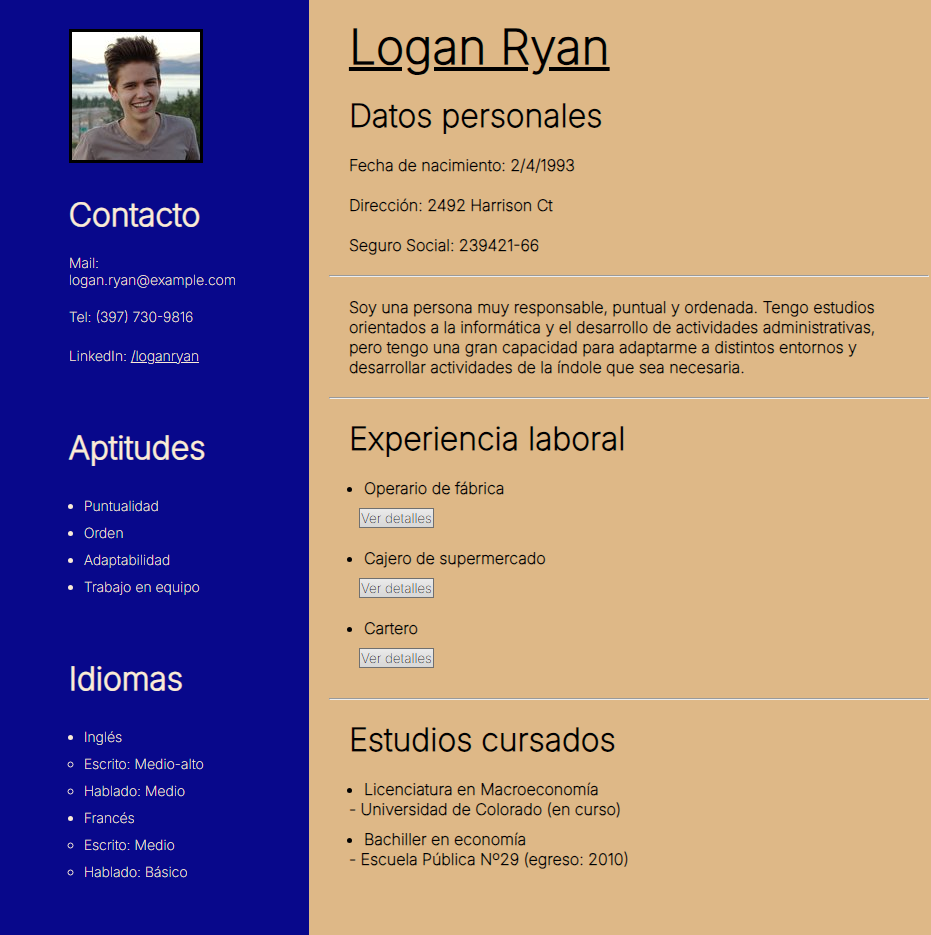 Contacto
Mail:
logan.ryan@example.com
Tel: (397) 730-9816
LinkedIn: /loganryan
Aptitudes
Puntualidad
Orden
Adaptabilidad
Trabajo en equipo
Idiomas
Inglés
Escrito: Medio-alto
Hablado: Medio
Francés
Escrito: Medio
Hablado: Básico
Logan Ryan
Datos personales
Fecha de nacimiento: 2/4/1993
Dirección: 2492 Harrison Ct
Seguro Social: 239421-66
Soy una persona muy responsable, puntual y ordenada. Tengo estudios
orientados a la informática y el desarrollo de actividades administrativas,
pero tengo una gran capacidad para adaptarme a distintos entornos y
desarrollar actividades de la índole que sea necesaria.
Experiencia laboral
Operario de fábrica
Ver detalles
Cajero de supermercado
Ver detalles
Cartero
Ver detalles
Estudios cursados
Licenciatura en Macroeconomía
- Universidad de Colorado (en curso)
Bachiller en economía
- Escuela Pública Nº29 (egreso: 2010)